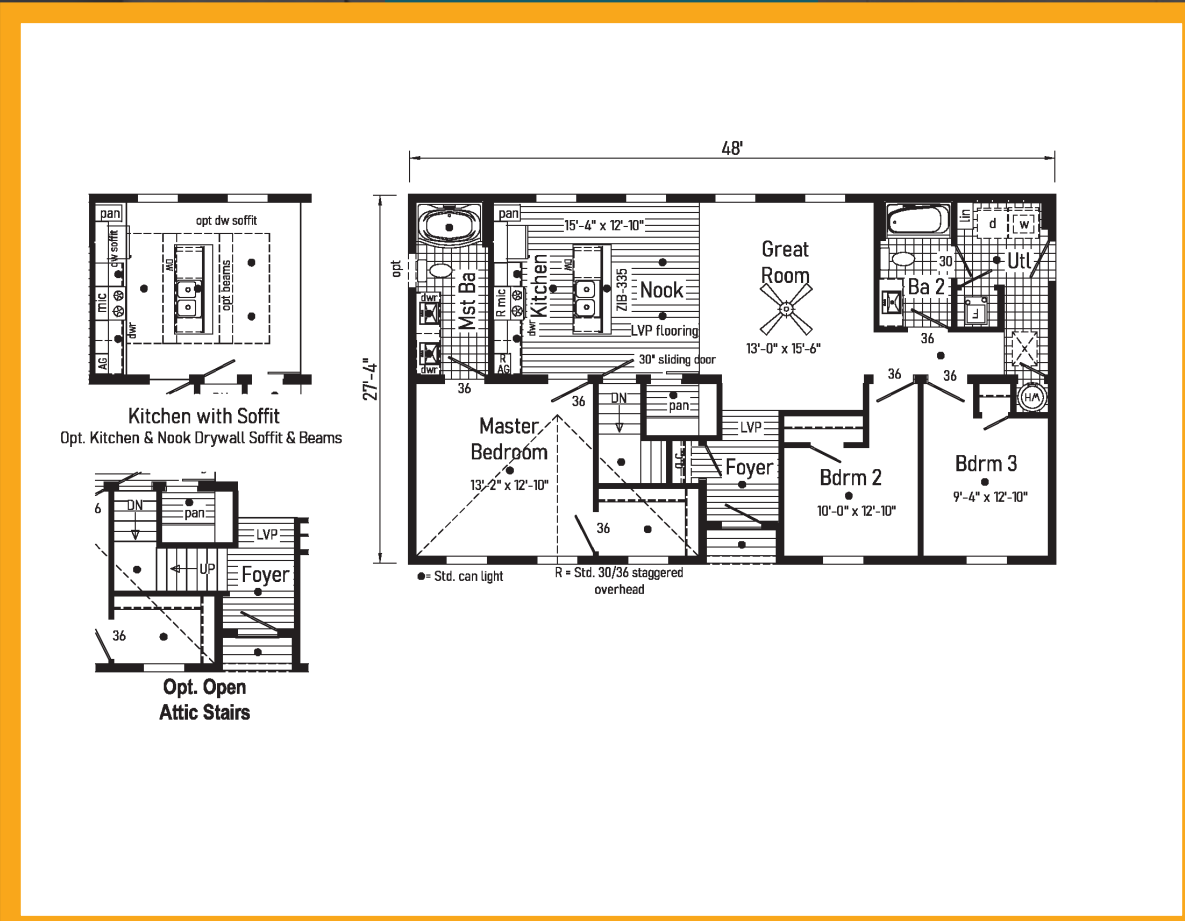 48'
27'-4"
pan
opt dw soffit
dw soffit
DW
opt beams
mic
dwr
AG
Kitchen with Soffit
Opt. Kitchen & Nook Drywall Soffit & Beams
opt
dwr
dwr
Mst Ba
36
pan
15'-4" x 12'-10"
Kitchen
DW
ZIB-335
Nook
R mic
dwr
LVP flooring
R
AG
30" sliding door
Great
Room
13'-0" x 15'-6"
Ba 2
30
36
lin
d
w
Utl
X
HW
36
36
36
Master
Bedroom
13'-2" x 12'-10"
DN
pan
LVP
Foyer
36
Bdrm 2
10'-0" x 12'-10"
Bdrm 3
9'-4" x 12'-10"
= Std. can light
R = Std. 30/36 staggered
overhead
DN
pan
LVP
UP
Foyer
36
Opt. Open
Attic Stairs